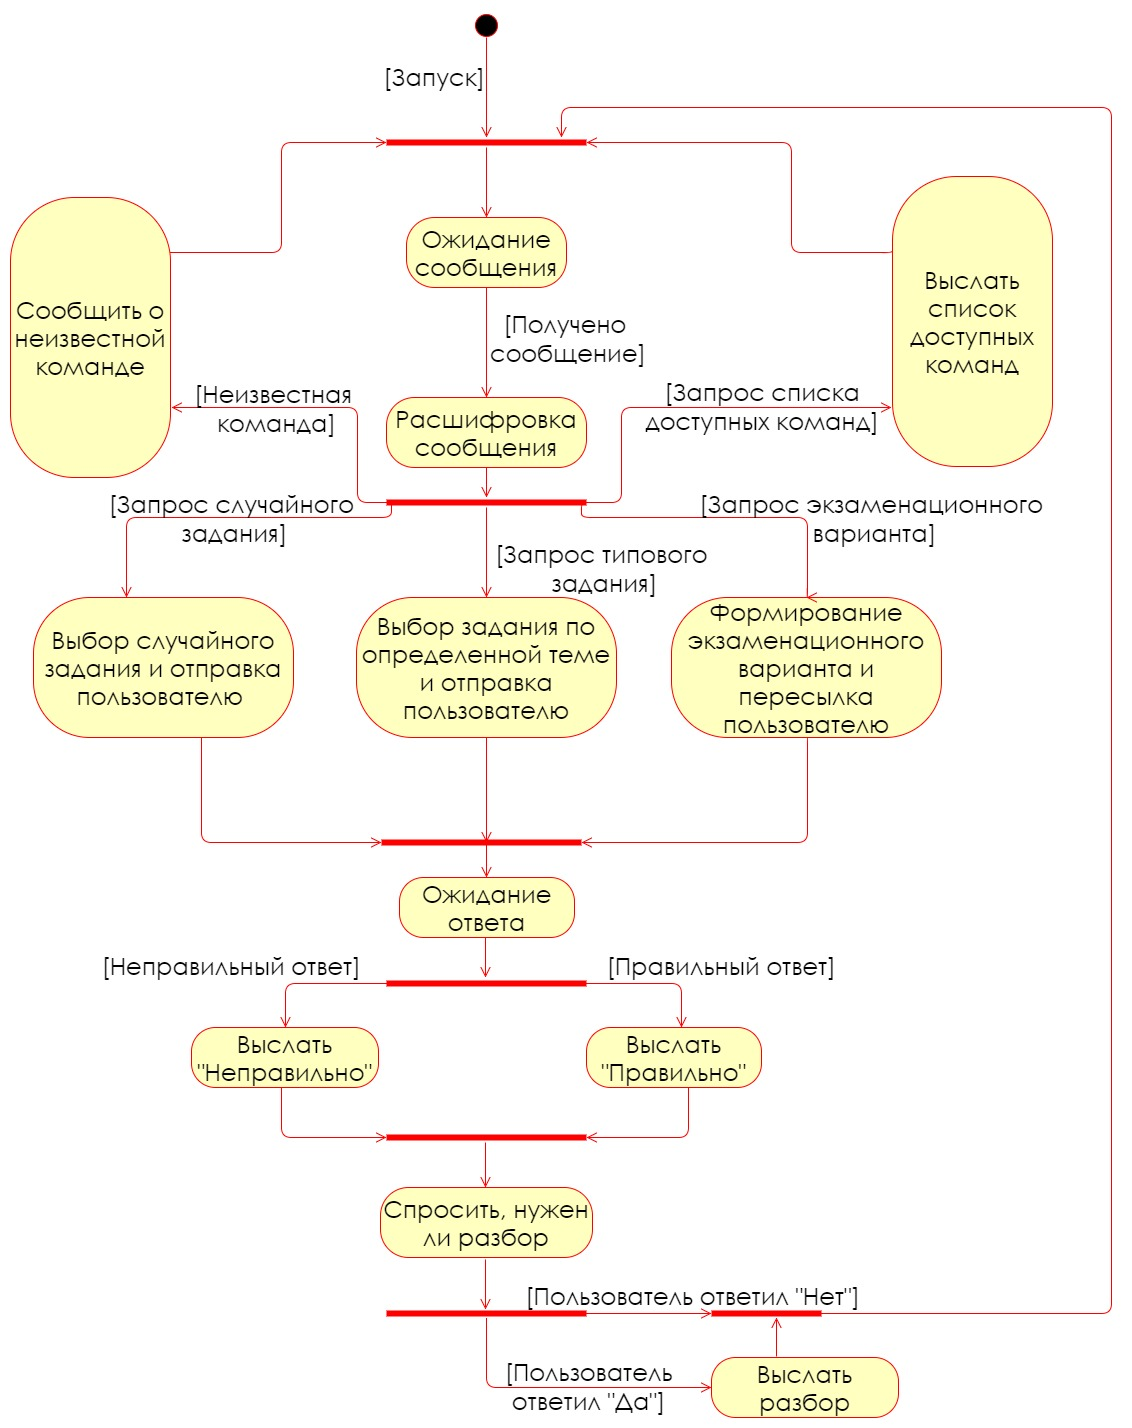 [Запуск]
Ожидание
сообщения
Сообщить о
неизвестной
команде
Выслать
список
доступных
команд
[Получено
сообщение]
[Неизвестная
команда]
Расшифровка
сообщения
[Запрос списка
доступных команд]
[Запрос случайного
задания]
[Запрос типового
задания]
[Запрос экзаменационного
варианта]
Выбор случайного
задания и отправка
пользователю
Выбор задания по
определенной теме
и отправка
пользователю
Формирование
экзаменационного
варианта и
пересылка
пользователю
Ожидание
ответа
[Неправильный ответ]
[Правильный ответ]
Выслать
"Неправильно"
Выслать
"Правильно"
Спросить, нужен
ли разбор
[Пользователь ответил "Нет"]
[Пользователь
ответил "Да"]
Выслать
разбор